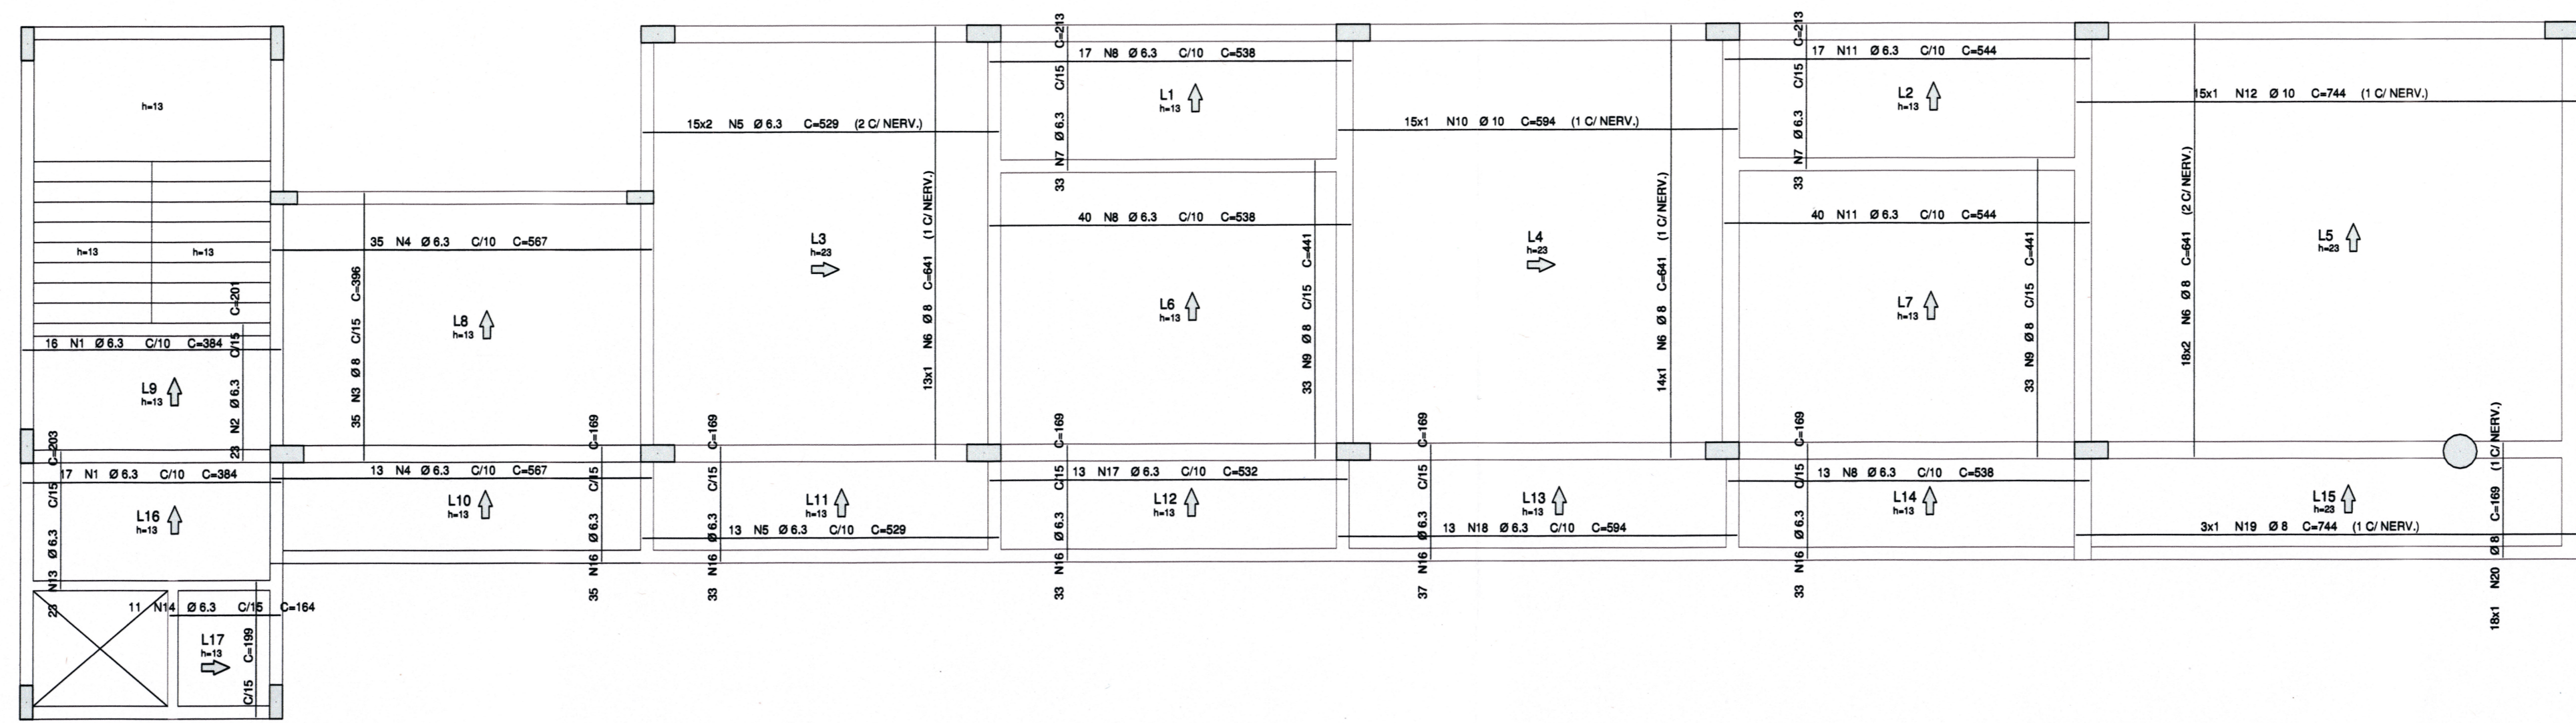 h=13
h=13
h=13
16 N1 Ø 6.3 C/10 C=384
23 N2 Ø 6.3 C/15 C=201
L9
h=13
17 N1 Ø 6.3 C/10 C=384
23 N13 Ø 6.3 C/15 C=203
L16
h=13
11 N14 Ø 6.3 C/15 C=164
L17
h=13
C/15 C=199
35 N4 Ø 6.3 C/10 C=567
35 N3 Ø 8 C/15 C=396
L8
h=13
13 N4 Ø 6.3 C/10 C=567
L10
h=13
35 N16 Ø 6.3 C/15 C=169
15x2 N5 Ø 6.3 C=529 (2 C/ NERV.)
L3
h=23
13x1 N6 Ø 8 C=641 (1 C/ NERV.)
33 N16 Ø 6.3 C/15 C=169
L11
h=13
13 N5 Ø 6.3 C/10 C=529
17 N8 Ø 6.3 C/10 C=538
33 N7 Ø 6.3 C/15 C=213
L1
h=13
40 N8 Ø 6.3 C/10 C=538
L6
h=13
33 N9 Ø 8 C/15 C=441
13 N17 Ø 6.3 C/10 C=532
33 N16 Ø 6.3 C/15 C=169
L12
h=13
15x1 N10 Ø 10 C=594 (1 C/ NERV.)
L4
h=23
14x1 N6 Ø 8 C=641 (1 C/ NERV.)
37 N16 Ø 6.3 C/15 C=169
L13
h=13
13 N18 Ø 6.3 C/10 C=594
17 N11 Ø 6.3 C/10 C=544
33 N7 Ø 6.3 C/15 C=213
L2
h=13
40 N11 Ø 6.3 C/10 C=544
L7
h=13
33 N9 Ø 8 C/15 C=441
13 N8 Ø 6.3 C/10 C=538
33 N16 Ø 6.3 C/15 C=169
L14
h=13
15x1 N12 Ø 10 C=744 (1 C/ NERV.)
18x2 N6 Ø 8 C=641 (2 C/ NERV.)
L5
h=23
L15
h=23
3x1 N19 Ø 8 C=744 (1 C/ NERV.)
18x1 N20 Ø 8 C=169 (1 C/ NERV.)